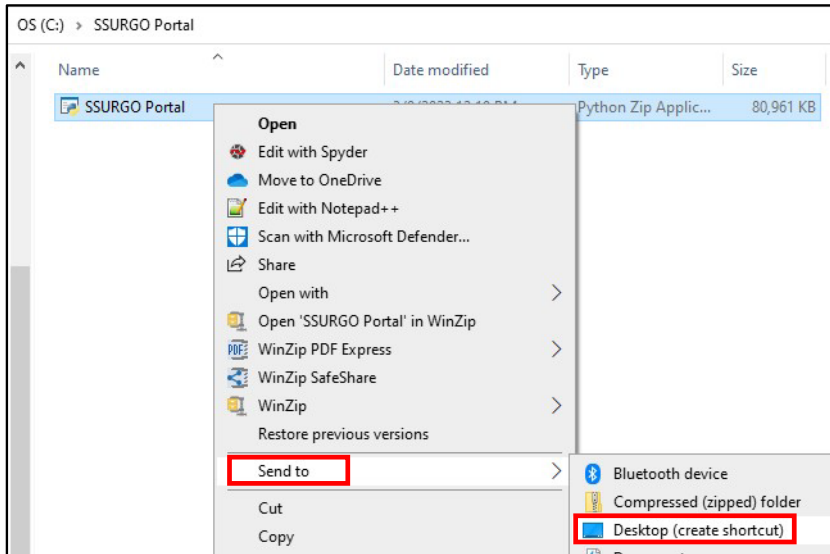 OS (C:) > SSURGO Portal
Name Date modified Type Size
SSURGO Portal Python Zip Applic... 80,961 KB
Open
Edit with Spyder
Move to OneDrive
Edit with Notepad++
Scan with Microsoft Defender...
Share
Open with
Open 'SSURGO Portal' in WinZip
WinZip PDF Express
WinZip SafeShare
WinZip
Restore previous versions
Send to
Bluetooth device
Compressed (zipped) folder
Cut
Desktop (create shortcut)
Copy